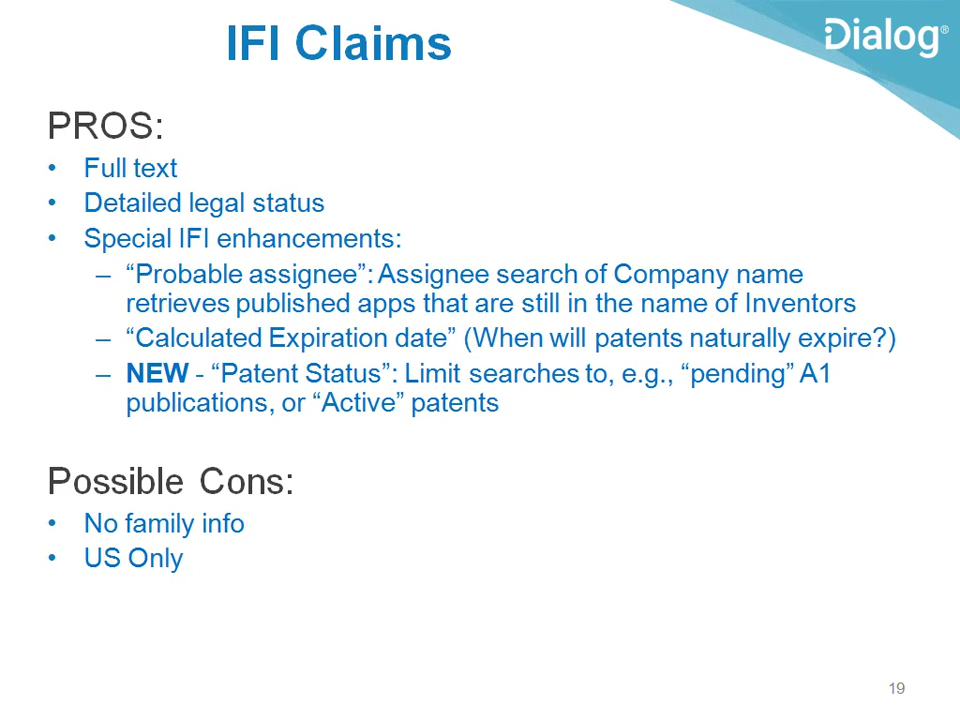 IFI Claims
Dialog®
PROS:
• Full text
• Detailed legal status
• Special IFI enhancements:
– “Probable assignee”: Assignee search of Company name
retrieves published apps that are still in the name of Inventors
– “Calculated Expiration date” (When will patents naturally expire?)
– NEW - “Patent Status”: Limit searches to, e.g., “pending” A1
publications, or “Active” patents
Possible Cons:
• No family info
• US Only
19